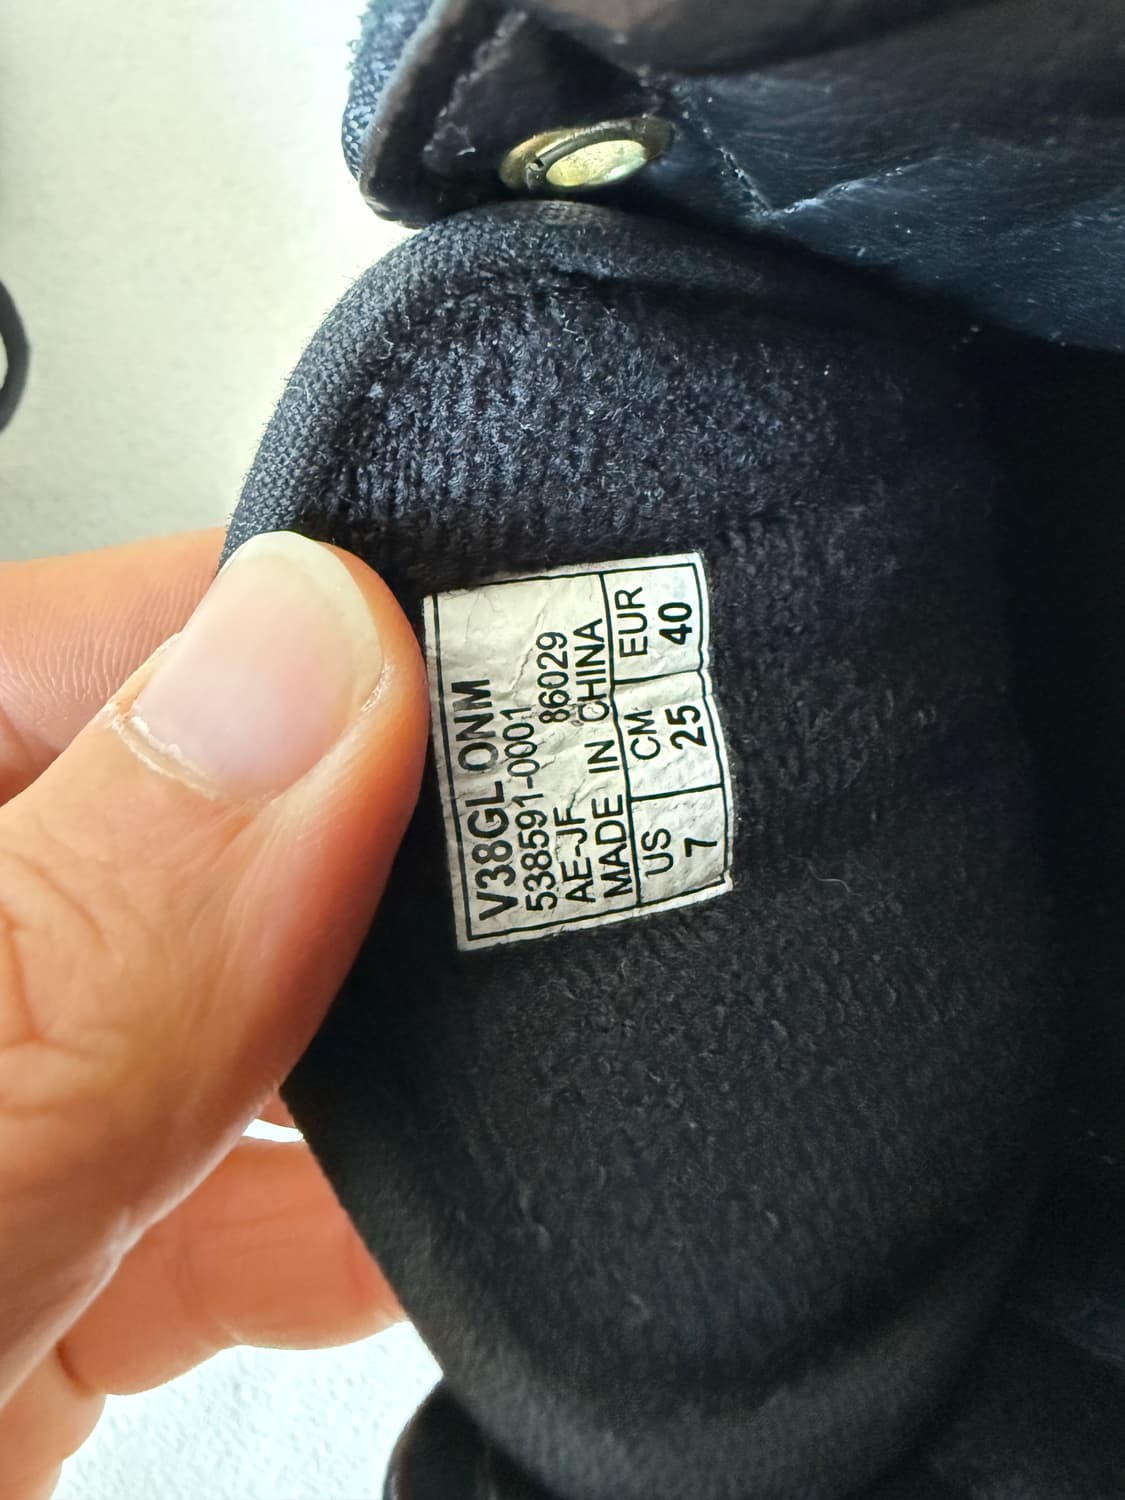 V38GL ONM
538591-0001
AE-JF 86029
MADE IN CHINA
US CM EUR
7 25 40